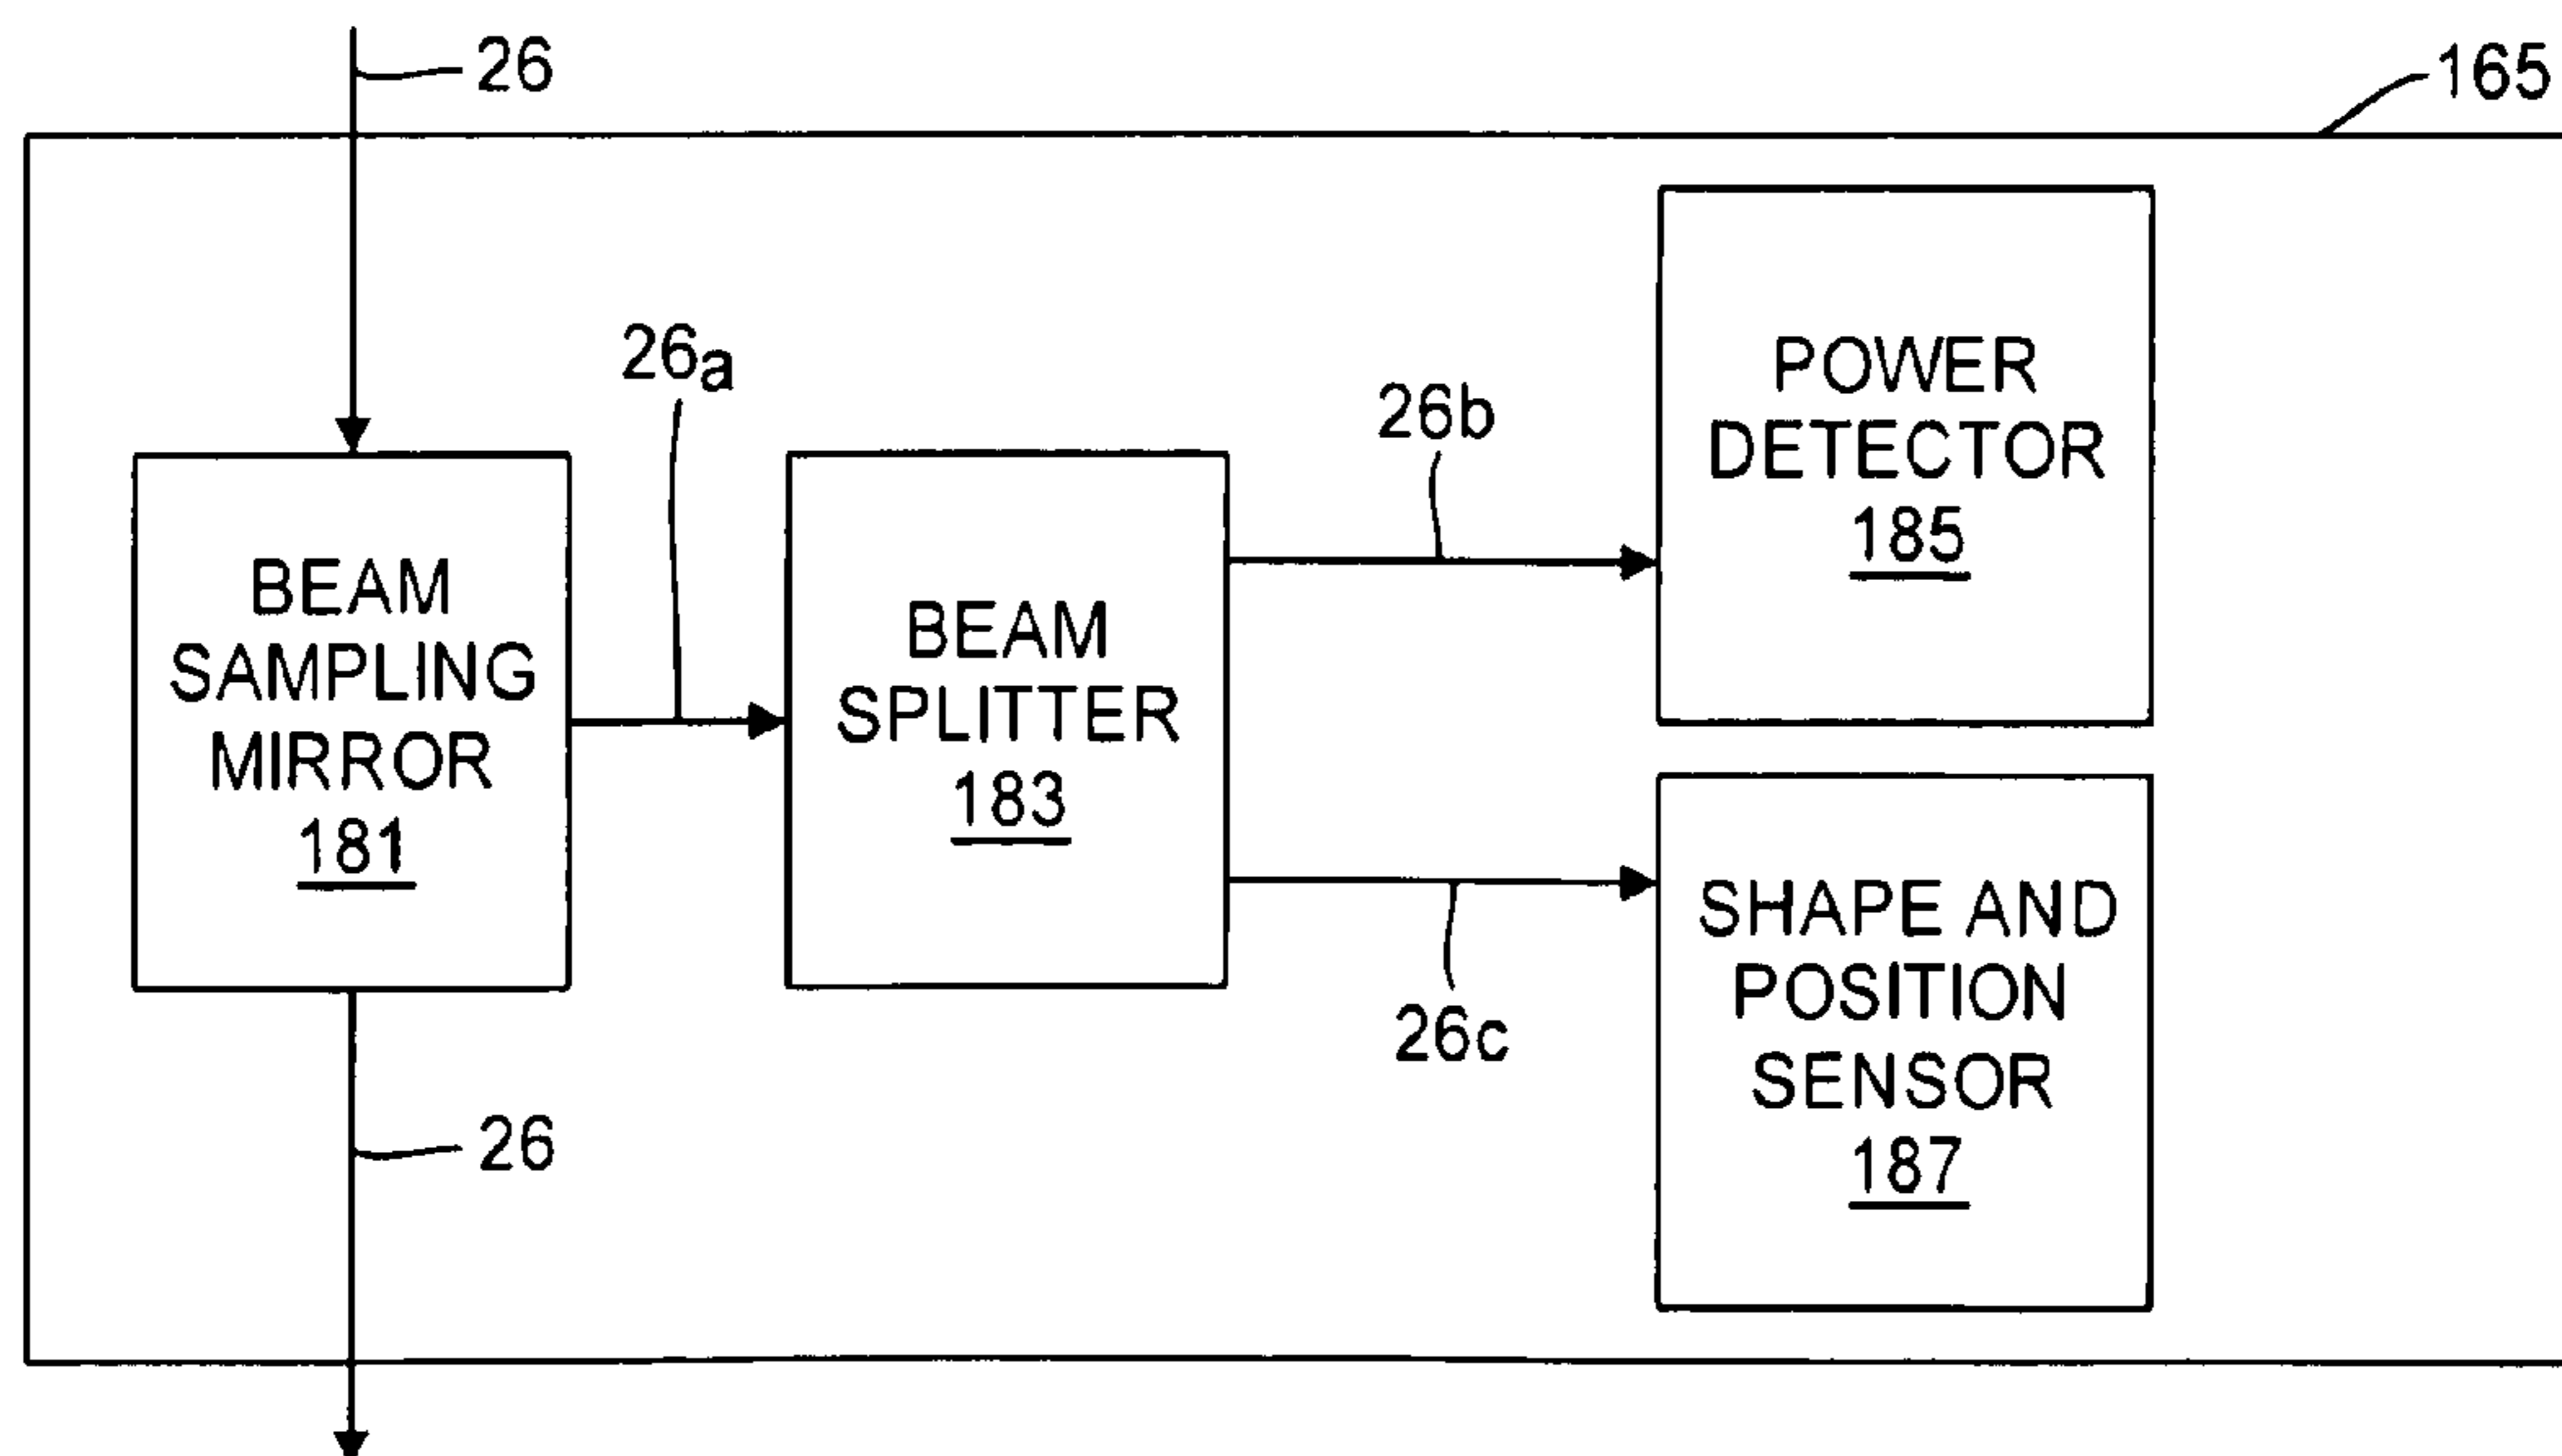 26
165
26a
26b
POWER
DETECTOR
185
BEAM
SAMPLING
MIRROR
181
BEAM
SPLITTER
183
26c
SHAPE AND
POSITION
SENSOR
187
26